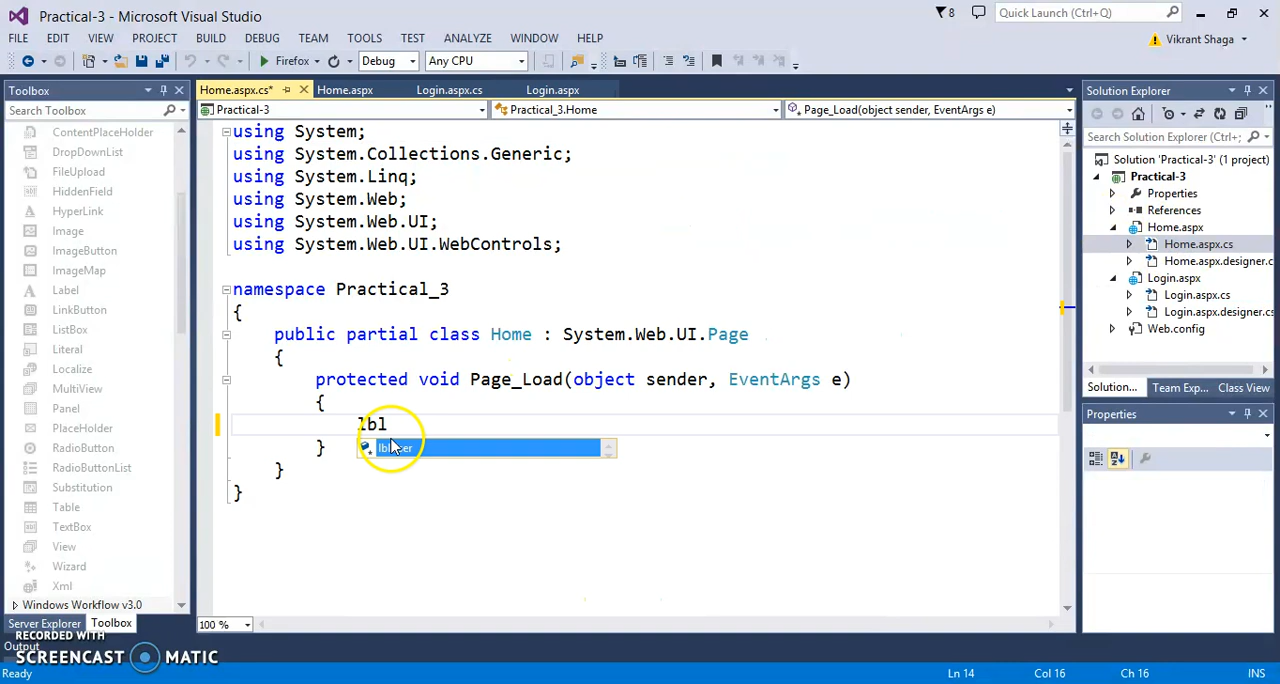 Practical-3 - Microsoft Visual Studio
8
Quick Launch (Ctrl+Q)
FILE EDIT VIEW PROJECT BUILD DEBUG TEAM TOOLS TEST ANALYZE WINDOW HELP
Vikrant Shaga
Firefox
Debug
Any CPU
Toolbox
Search Toolbox
ContentPlaceHolder
DropDownList
FileUpload
HiddenField
HyperLink
Image
ImageButton
ImageMap
Label
LinkButton
ListBox
Literal
Localize
MultiView
Panel
PlaceHolder
RadioButton
RadioButtonList
Substitution
Table
TextBox
View
Wizard
Xml
Windows Workflow v3.0
Server Explorer Toolbox
Output
Home.aspx.cs* Home.aspx Login.aspx.cs Login.aspx
Practical-3
Practical_3.Home
Page_Load(object sender, EventArgs e)
using System;
using System.Collections.Generic;
using System.Linq;
using System.Web;
using System.Web.UI;
using System.Web.UI.WebControls;
namespace Practical_3
{
public partial class Home : System.Web.UI.Page
{
protected void Page_Load(object sender, EventArgs e)
{
lbl
}
}
}
100 %
Solution Explorer
Search Solution Explorer (Ctrl+
Solution 'Practical-3' (1 project)
Practical-3
Properties
References
Home.aspx
Home.aspx.cs
Home.aspx.designer.c
Login.aspx
Login.aspx.cs
Login.aspx.designer.cs
Web.config
Solution... Team Exp... Class View
Properties
RECORDED WITH
SCREENCAST MATIC
Ready
Ln 14 Col 16 Ch 16 INS